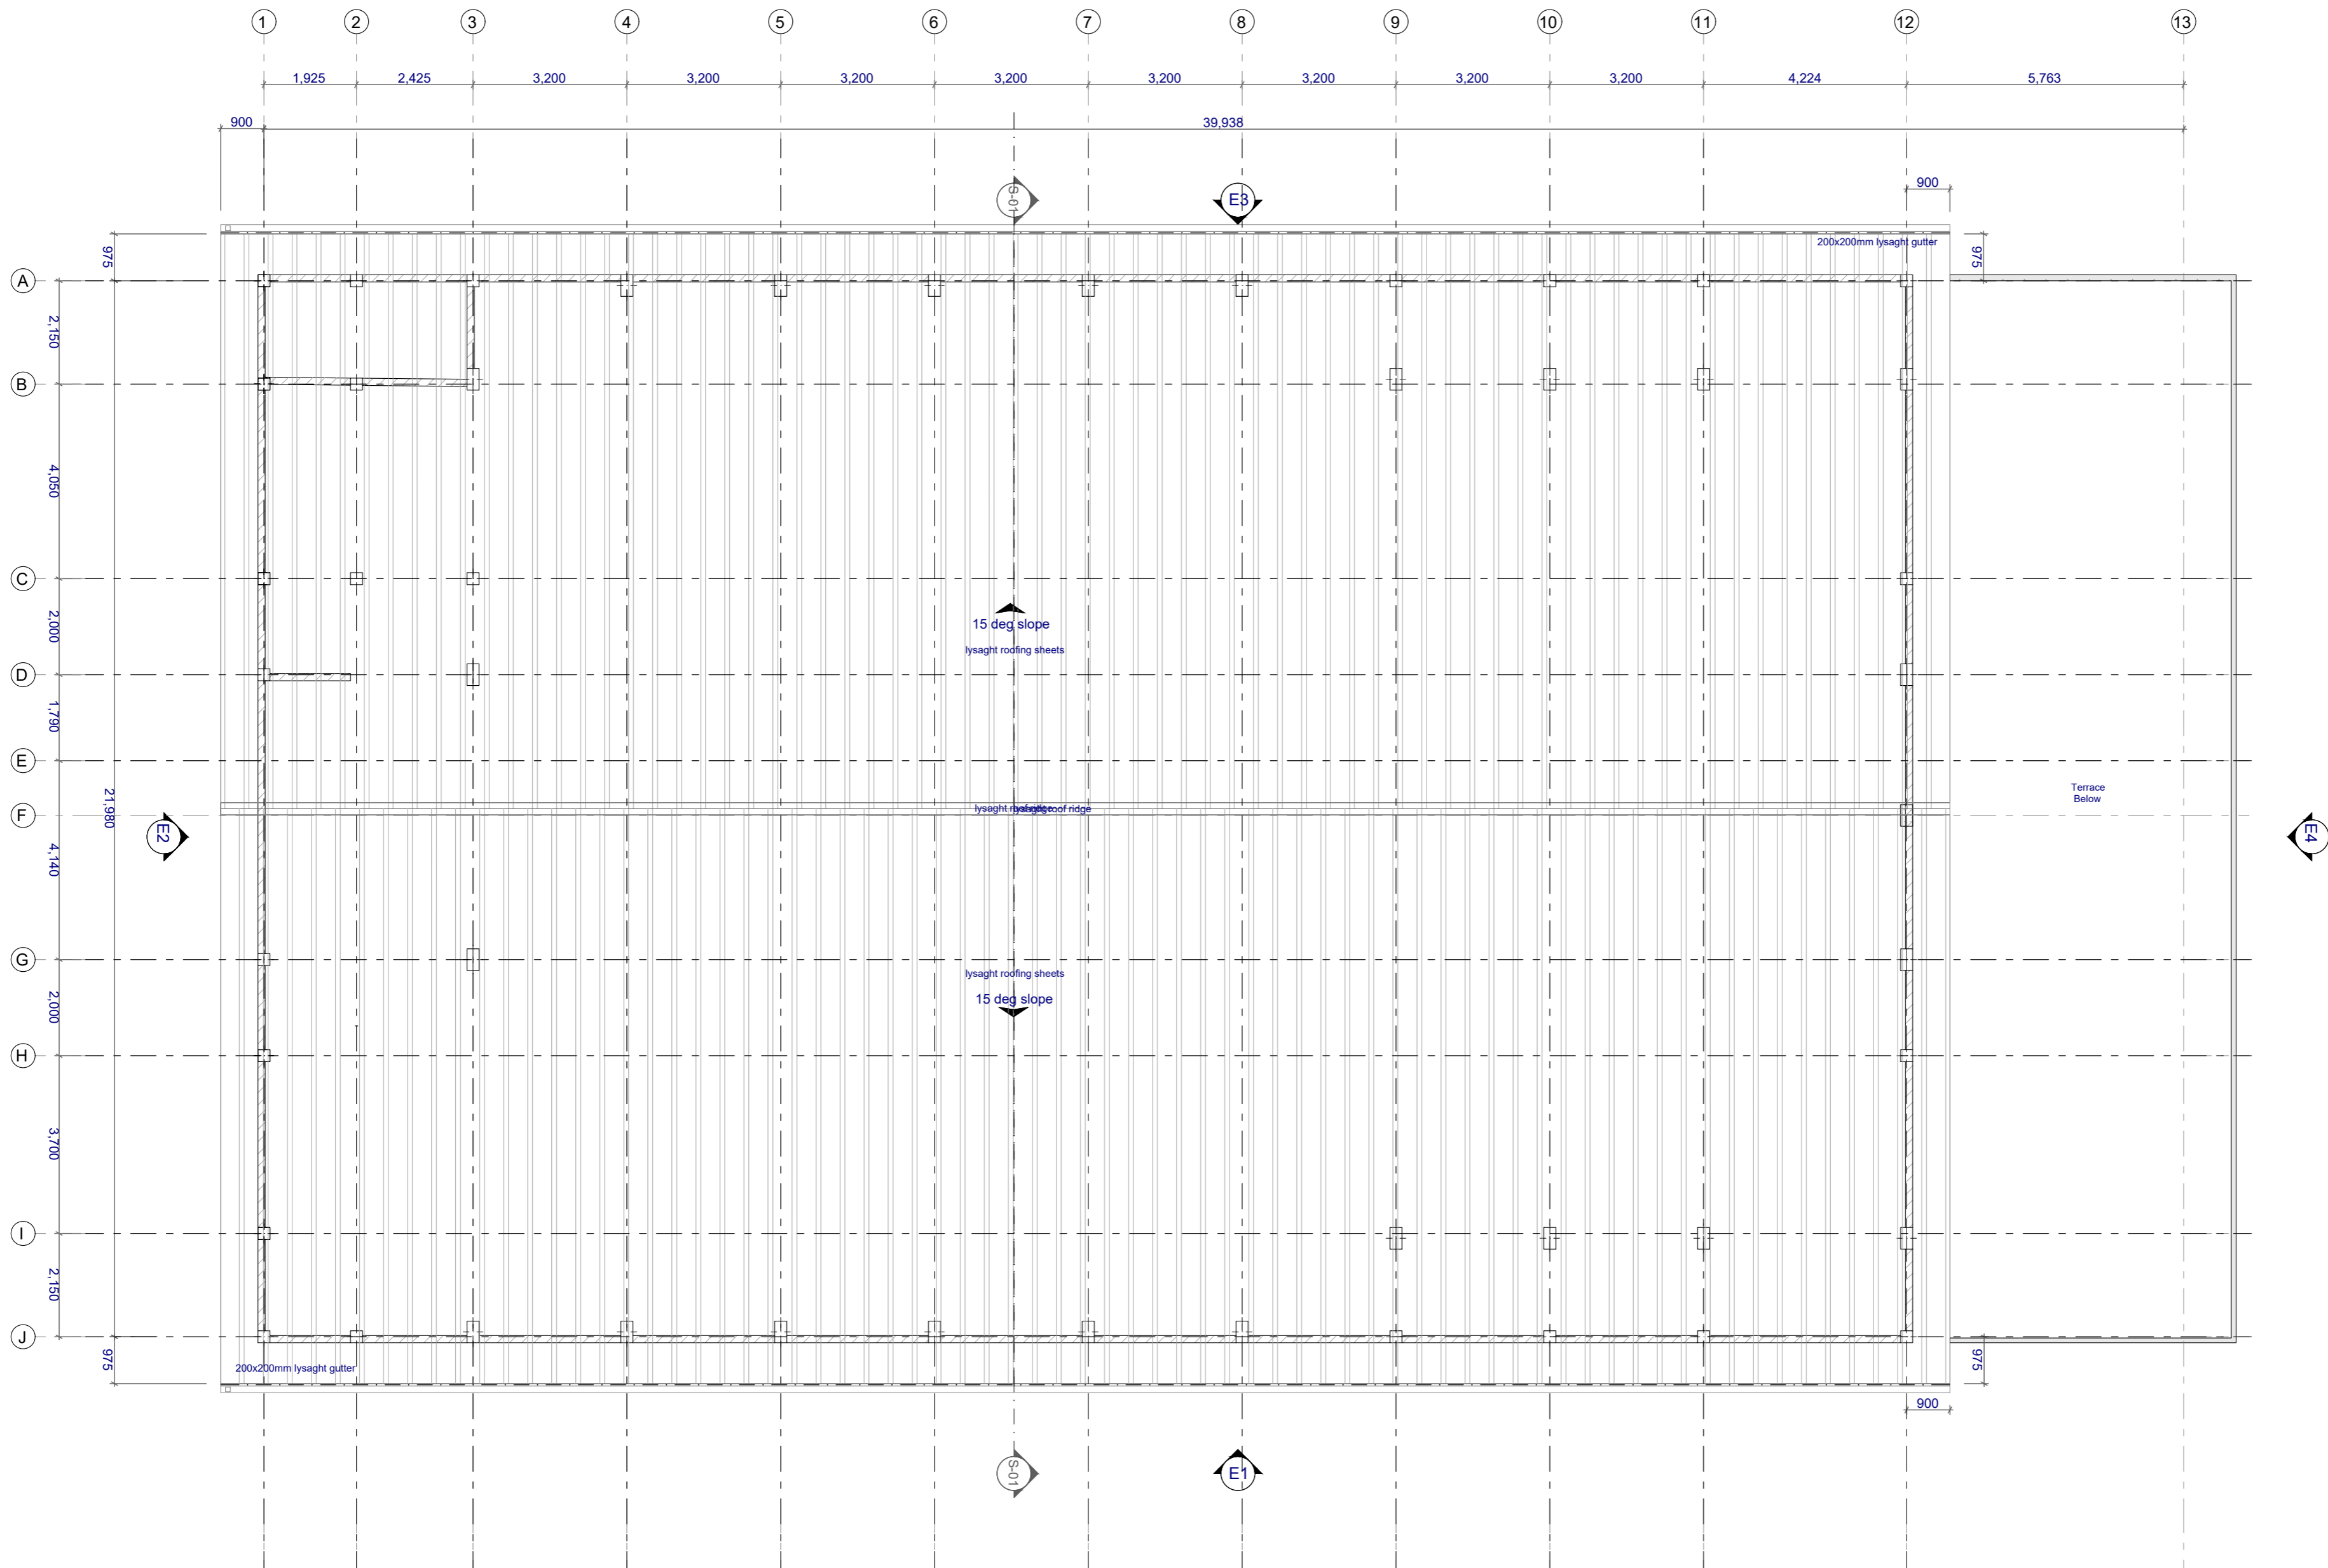 1 2 3 4 5 6 7 8 9 10 11 12 13
1,925 2,425 3,200 3,200 3,200 3,200 3,200 3,200 3,200 3,200 4,224 5,763
900 39,938
900
S-01 E3
975 200x200mm lysaght gutter 975
A
2,150
B
4,050
C
2,000
15 deg slope
lysaght roofing sheets
D
1,790
E
Terrace
Below
21,980
lysaght roof ridge lysaght roof ridge
F
E2 E4
4,140
G
lysaght roofing sheets
15 deg slope
2,000
H
3,700
I
2,150
J
975 975
200x200mm lysaght gutter
900
S-01 E1